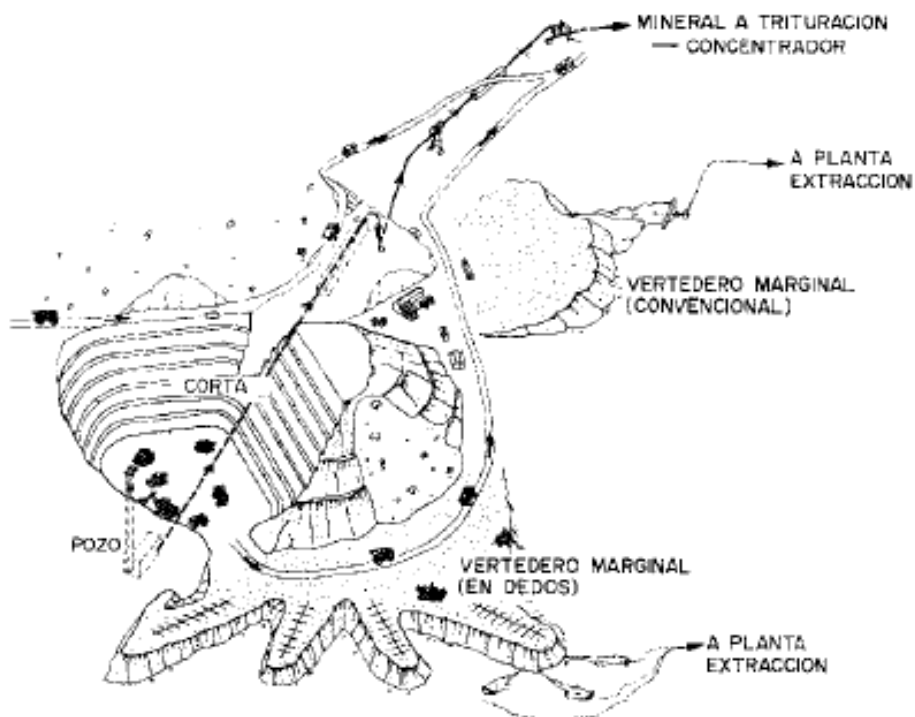 MINERAL A TRITURACION
— CONCENTRADOR
A PLANTA
EXTRACCION
VERTEDERO MARGINAL
(CONVENCIONAL)
CORTA
POZO
VERTEDERO MARGINAL
(EN DEDOS)
A PLANTA
EXTRACCION